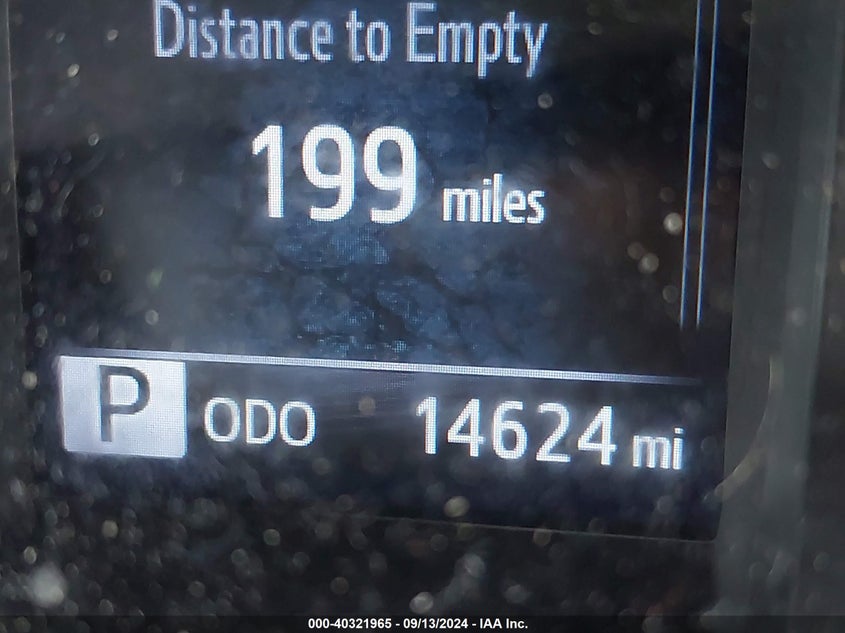 Distance to Empty
199 miles
P ODO 14624 mi
000-40321965 - 09/13/2024 - IAA Inc.